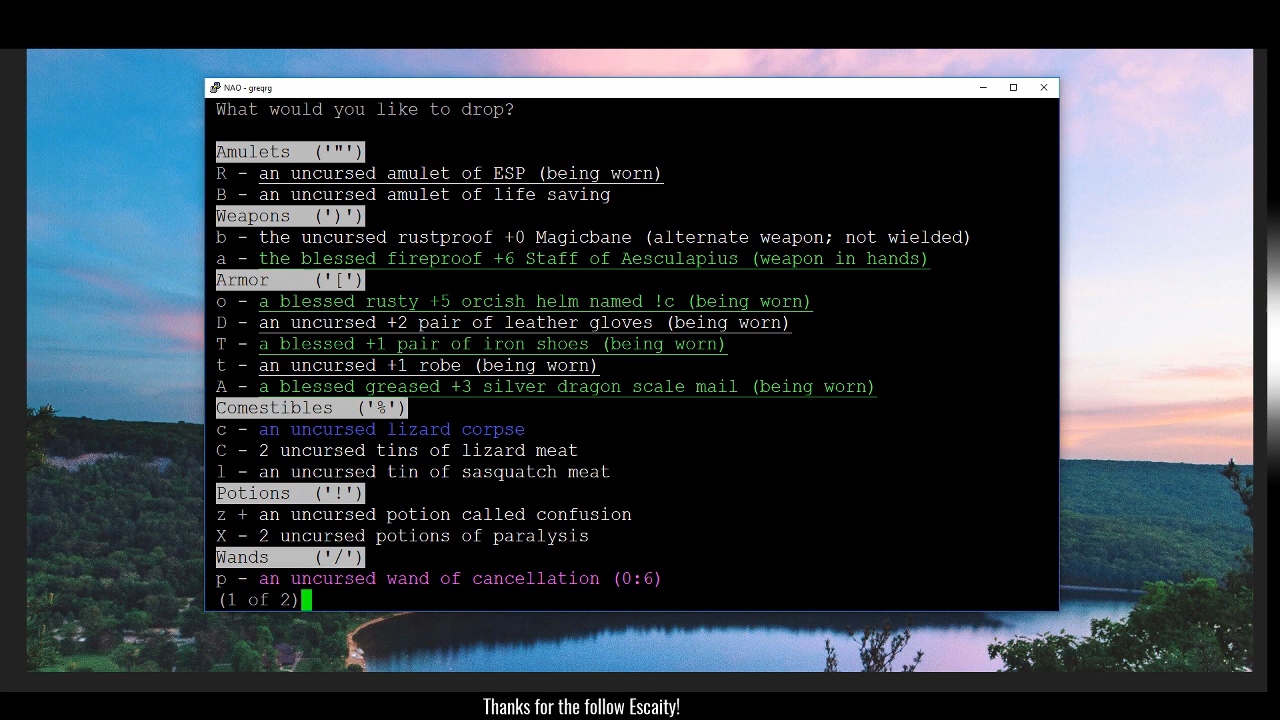 NAO - greqrg
What would you like to drop?
Amulets ('"')
R - an uncursed amulet of ESP (being worn)
B - an uncursed amulet of life saving
Weapons (')')
b - the uncursed rustproof +0 Magicbane (alternate weapon; not wielded)
a - the blessed fireproof +6 Staff of Aesculapius (weapon in hands)
Armor ('[')
o - a blessed rusty +5 orcish helm named !c (being worn)
D - an uncursed +2 pair of leather gloves (being worn)
T - a blessed +1 pair of iron shoes (being worn)
t - an uncursed +1 robe (being worn)
A - a blessed greased +3 silver dragon scale mail (being worn)
Comestibles ('%')
c - an uncursed lizard corpse
C - 2 uncursed tins of lizard meat
l - an uncursed tin of sasquatch meat
Potions ('!')
z + an uncursed potion called confusion
X - 2 uncursed potions of paralysis
Wands ('/')
p - an uncursed wand of cancellation (0:6)
(1 of 2)
Thanks for the follow Escaity!